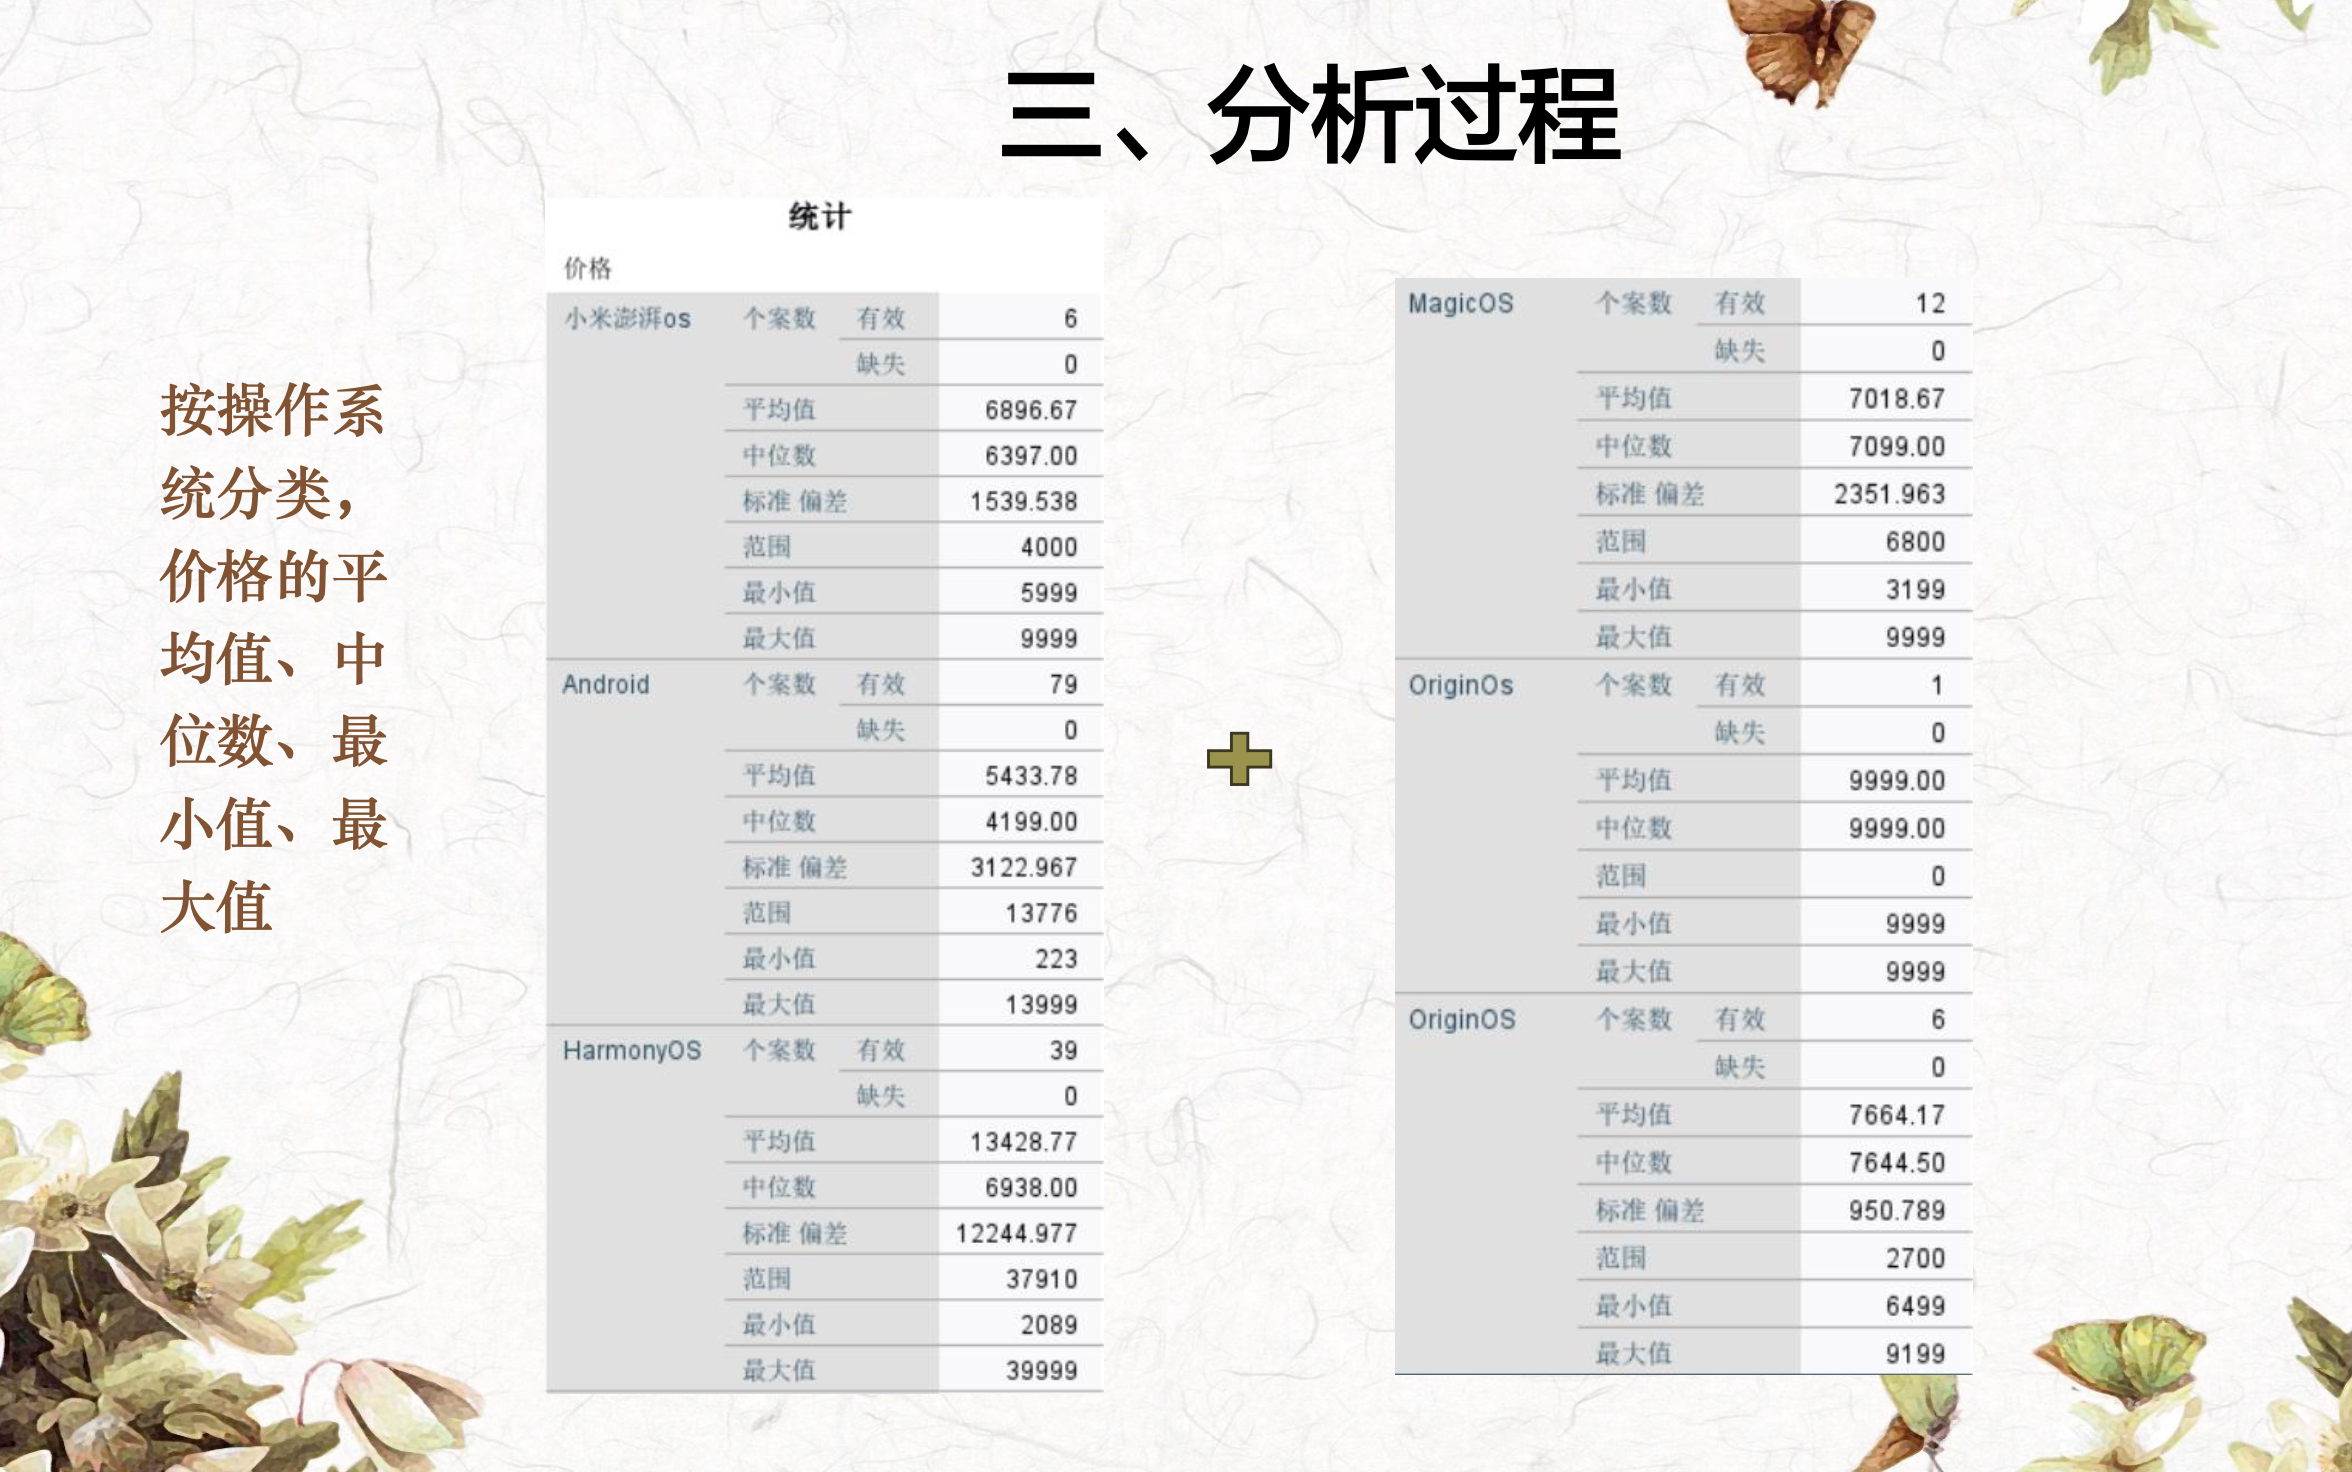 三、分析过程
按操作系
统分类，
价格的平
均值、中
位数、最
小值、最
大值
统计
价格
小米澎湃os 个案数 有效 6
缺失 0
平均值 6896.67
中位数 6397.00
标准 偏差 1539.538
范围 4000
最小值 5999
最大值 9999
Android 个案数 有效 79
缺失 0
平均值 5433.78
中位数 4199.00
标准 偏差 3122.967
范围 13776
最小值 223
最大值 13999
HarmonyOS 个案数 有效 39
缺失 0
平均值 13428.77
中位数 6938.00
标准 偏差 12244.977
范围 37910
最小值 2089
最大值 39999
MagicOS 个案数 有效 12
缺失 0
平均值 7018.67
中位数 7099.00
标准 偏差 2351.963
范围 6800
最小值 3199
最大值 9999
OriginOs 个案数 有效 1
缺失 0
平均值 9999.00
中位数 9999.00
范围 0
最小值 9999
最大值 9999
OriginOS 个案数 有效 6
缺失 0
平均值 7664.17
中位数 7644.50
标准 偏差 950.789
范围 2700
最小值 6499
最大值 9199